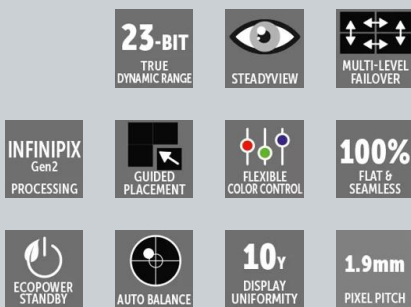 23-BIT
TRUE
DYNAMIC RANGE
STEADYVIEW
MULTI-LEVEL
FAILOVER
INFINIPIX
Gen2
PROCESSING
GUIDED
PLACEMENT
FLEXIBLE
COLOR CONTROL
100%
FLAT &
SEAMLESS
ECOPOWER
STANDBY
AUTO BALANCE
10Y
DISPLAY
UNIFORMITY
1.9mm
PIXEL PITCH